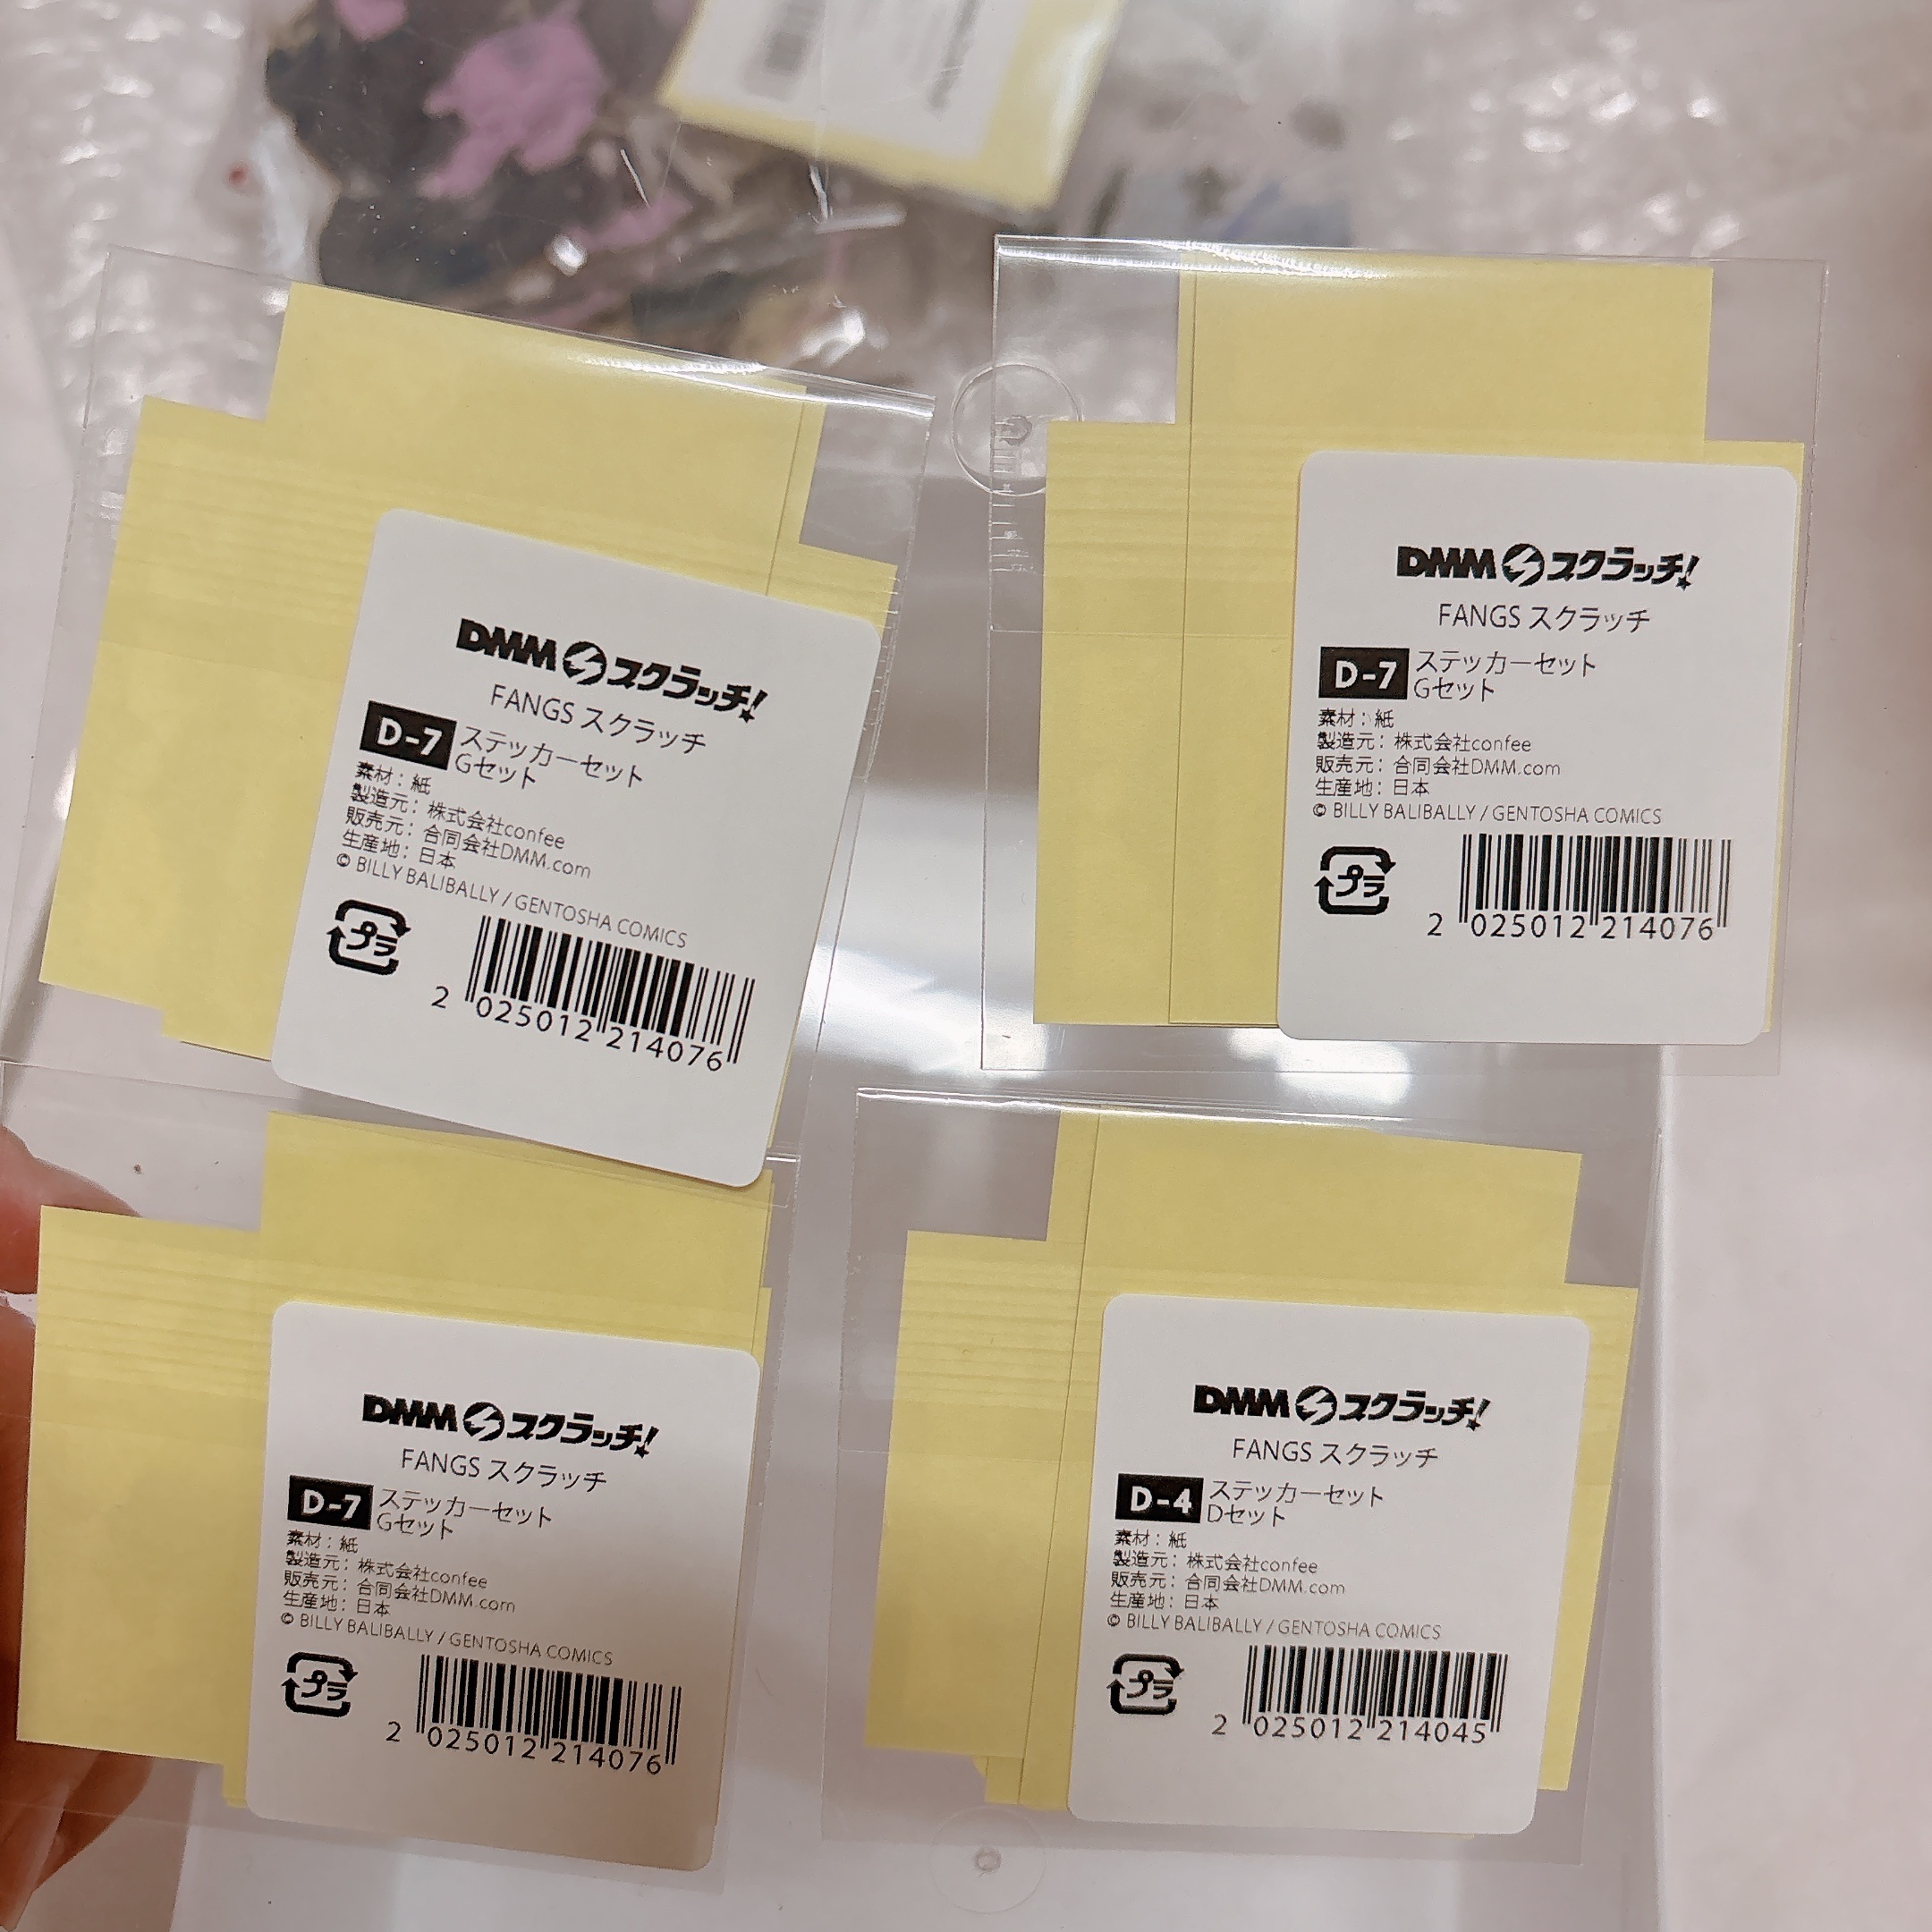 DMMスクラッチ!
FANGS スクラッチ
D-7 ステッカーセット
Gセット
素材：紙
製造元：株式会社confee
販売元：合同会社DMM.com
生産地：日本
© BILLY BALIBALLY / GENTOSHA COMICS
プラ
2 025012 214076
DMMスクラッチ!
FANGS スクラッチ
D-7 ステッカーセット
Gセット
素材：紙
製造元：株式会社confee
販売元：合同会社DMM.com
生産地：日本
© BILLY BALIBALLY / GENTOSHA COMICS
プラ
2 025012 214076
DMMスクラッチ!
FANGS スクラッチ
D-7 ステッカーセット
Gセット
素材：紙
製造元：株式会社confee
販売元：合同会社DMM.com
生産地：日本
© BILLY BALIBALLY / GENTOSHA COMICS
プラ
2 025012 214076
DMMスクラッチ!
FANGS スクラッチ
D-4 ステッカーセット
Dセット
素材：紙
製造元：株式会社confee
販売元：合同会社DMM.com
生産地：日本
© BILLY BALIBALLY / GENTOSHA COMICS
プラ
2 025012 214045